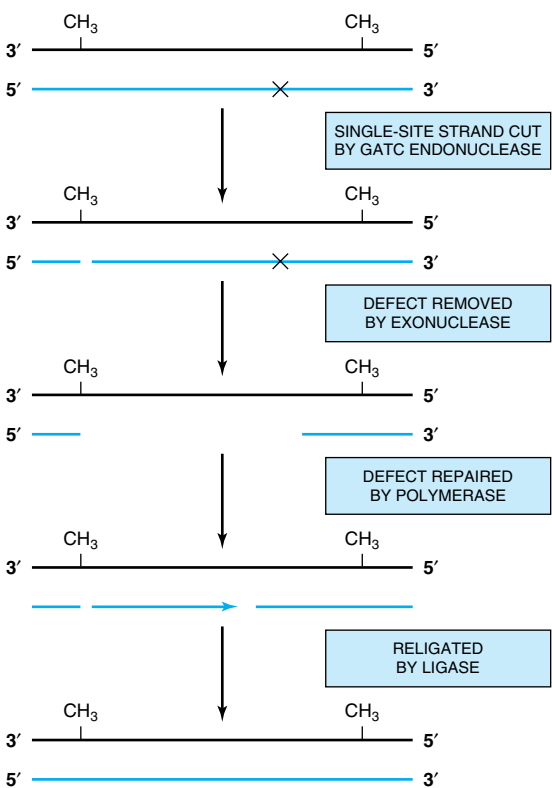 CH3 CH3
3′ 5′
5′ 3′
SINGLE-SITE STRAND CUT
BY GATC ENDONUCLEASE
CH3 CH3
3′ 5′
5′ 3′
DEFECT REMOVED
BY EXONUCLEASE
CH3 CH3
3′ 5′
5′ 3′
DEFECT REPAIRED
BY POLYMERASE
CH3 CH3
3′ 5′
RELIGATED
BY LIGASE
CH3 CH3
3′ 5′
5′ 3′